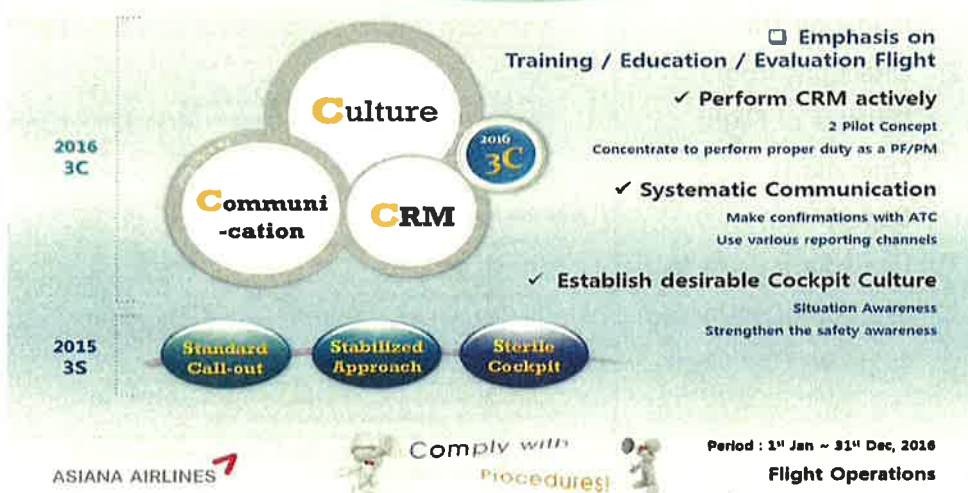 Emphasis on
Training / Education / Evaluation Flight
✓ Perform CRM actively
2 Pilot Concept
Concentrate to perform proper duty as a PF/PM
✓ Systematic Communication
Make confirmations with ATC
Use various reporting channels
✓ Establish desirable Cockpit Culture
Situation Awareness
Strengthen the safety awareness
2016
3C
Culture
Communi
-cation
CRM
2016
3C
2015
3S
Standard
Call-out
Stabilized
Approach
Sterile
Cockpit
ASIANA AIRLINES
Comply with
Procedures!
Period : 1st Jan ~ 31st Dec, 2016
Flight Operations